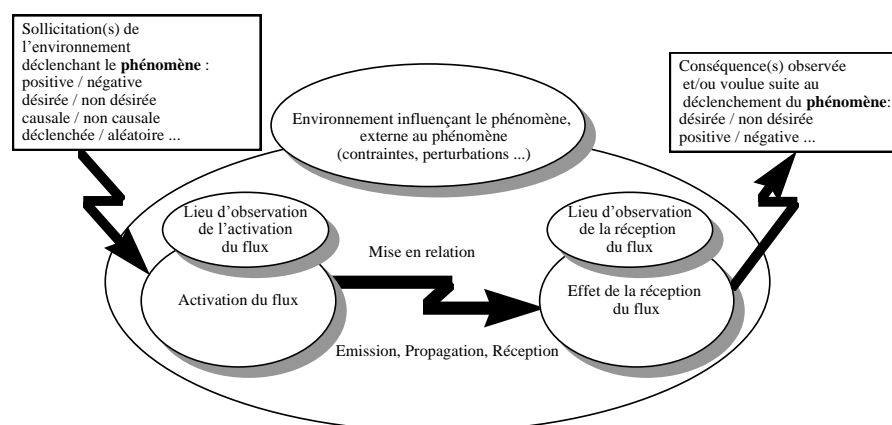 Sollicitation(s) de
l'environnement
déclenchant le phénomène :
positive / négative
désirée / non désirée
causale / non causale
déclenchée / aléatoire ...
Conséquence(s) observée
et/ou voulue suite au
déclenchement du phénomène:
désirée / non désirée
positive / négative ...
Environnement influençant le phénomène,
externe au phénomène
(contraintes, perturbations ...)
Lieu d'observation
de l'activation
du flux
Activation du flux
Mise en relation
Emission, Propagation, Réception
Lieu d'observation
de la réception
du flux
Effet de la réception
du flux